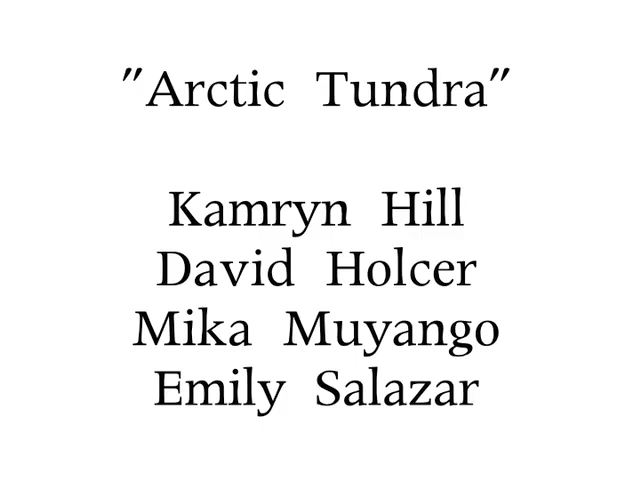 "Arctic Tundra"
Kamryn Hill
David Holcer
Mika Muyango
Emily Salazar